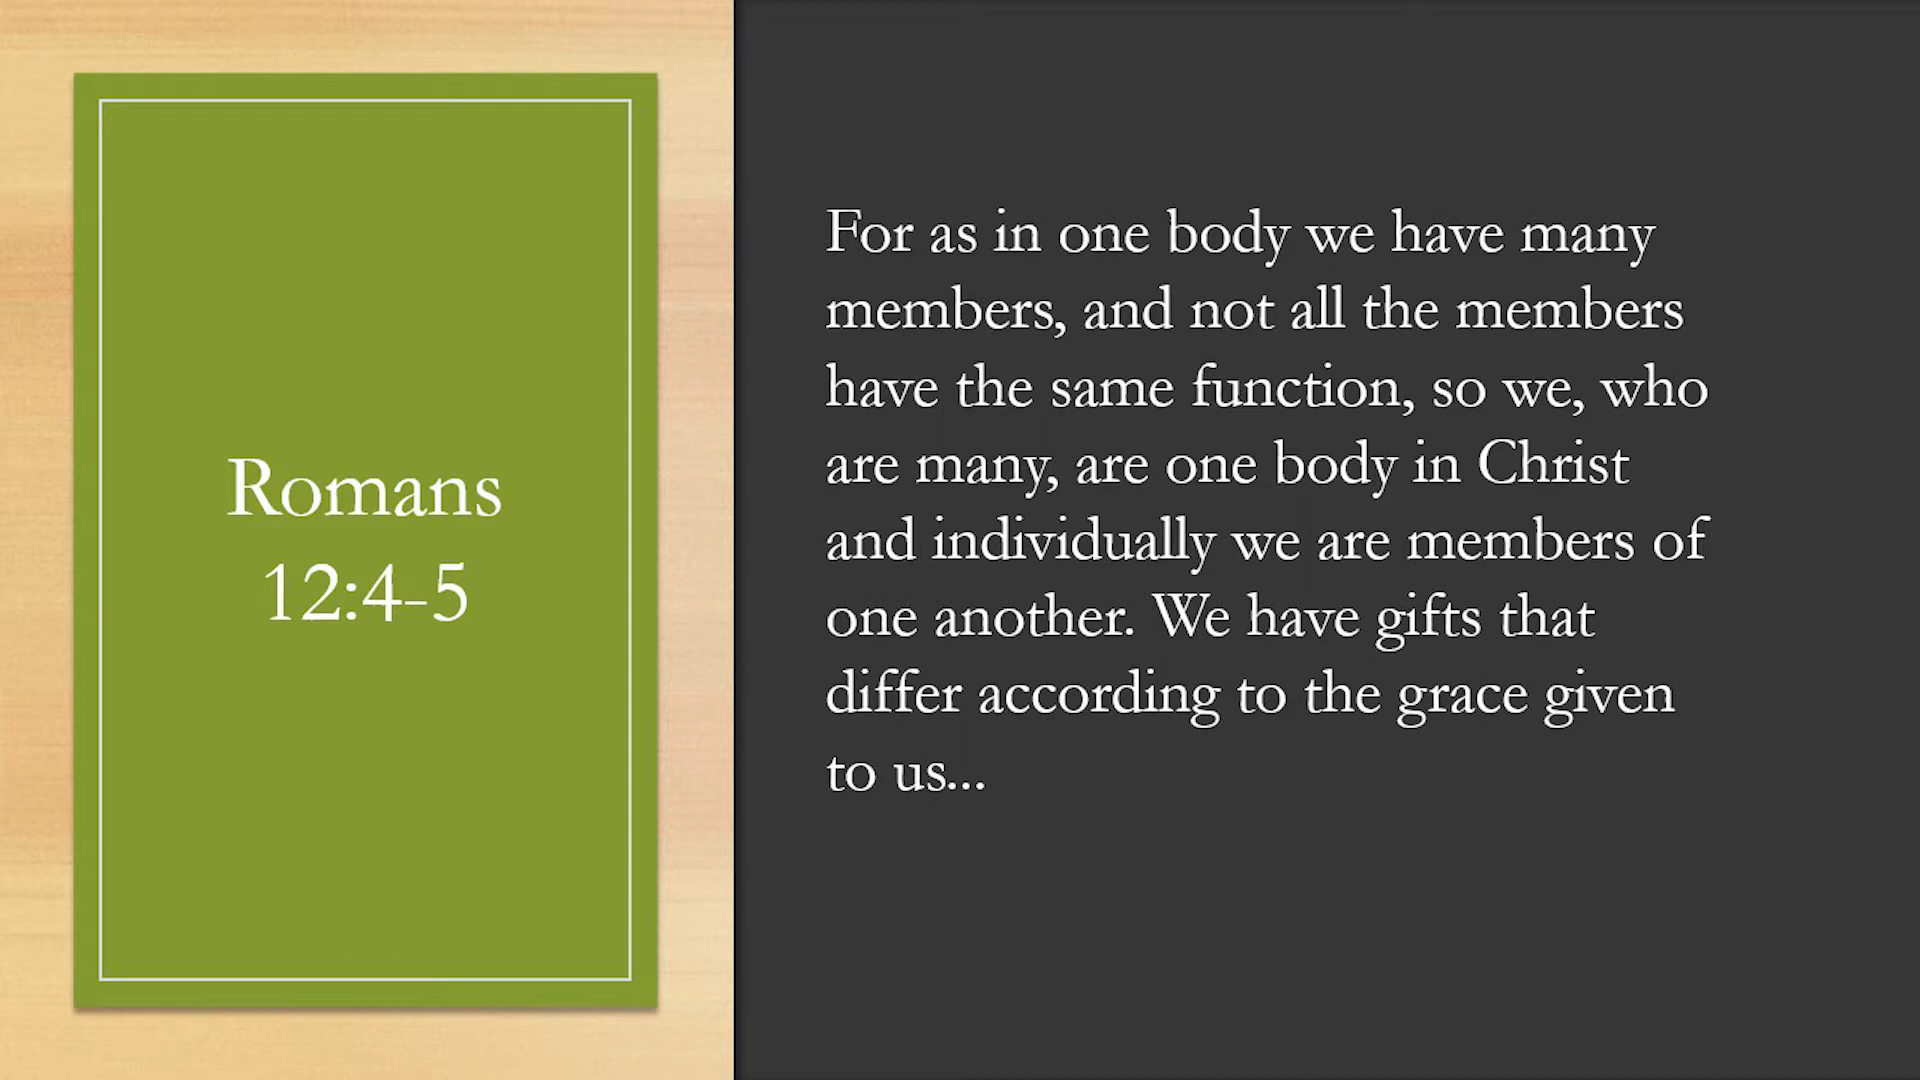 Romans
12:4-5
For as in one body we have many
members, and not all the members
have the same function, so we, who
are many, are one body in Christ
and individually we are members of
one another. We have gifts that
differ according to the grace given
to us...